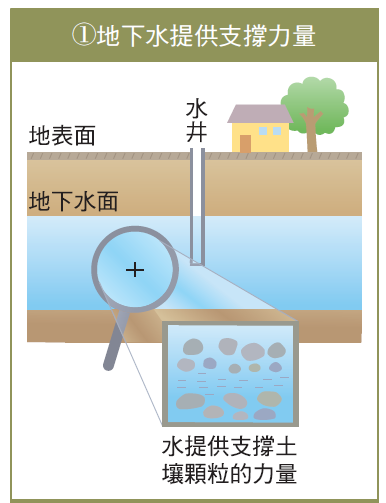 ①地下水提供支撐力量
水
井
地表面
地下水面
水提供支撐土
壤顆粒的力量